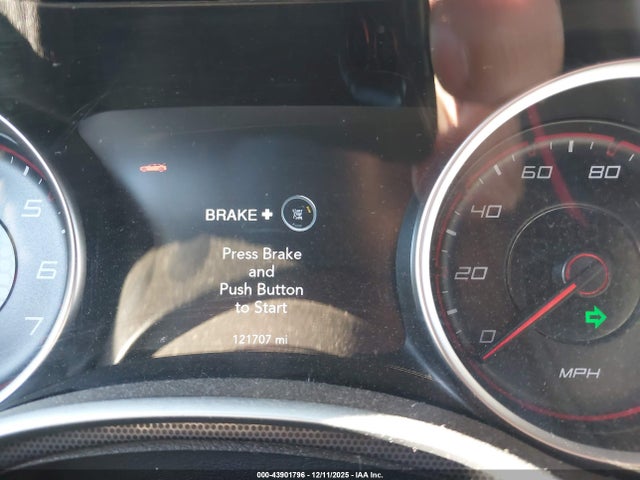 5
6
7
BRAKE +
Press Brake
and
Push Button
to Start
121707 mi
0
20
40
60
80
MPH
000-43901796 - 12/11/2025 - IAA Inc.